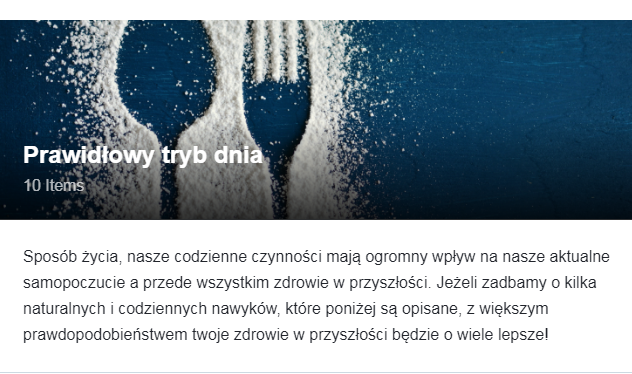 Prawidłowy tryb dnia
10 Items
Sposób życia, nasze codzienne czynności mają ogromny wpływ na nasze aktualne
samopoczucie a przede wszystkim zdrowie w przyszłości. Jeżeli zadbamy o kilka
naturalnych i codziennych nawyków, które poniżej są opisane, z większym
prawdopodobieństwem twoje zdrowie w przyszłości będzie o wiele lepsze!